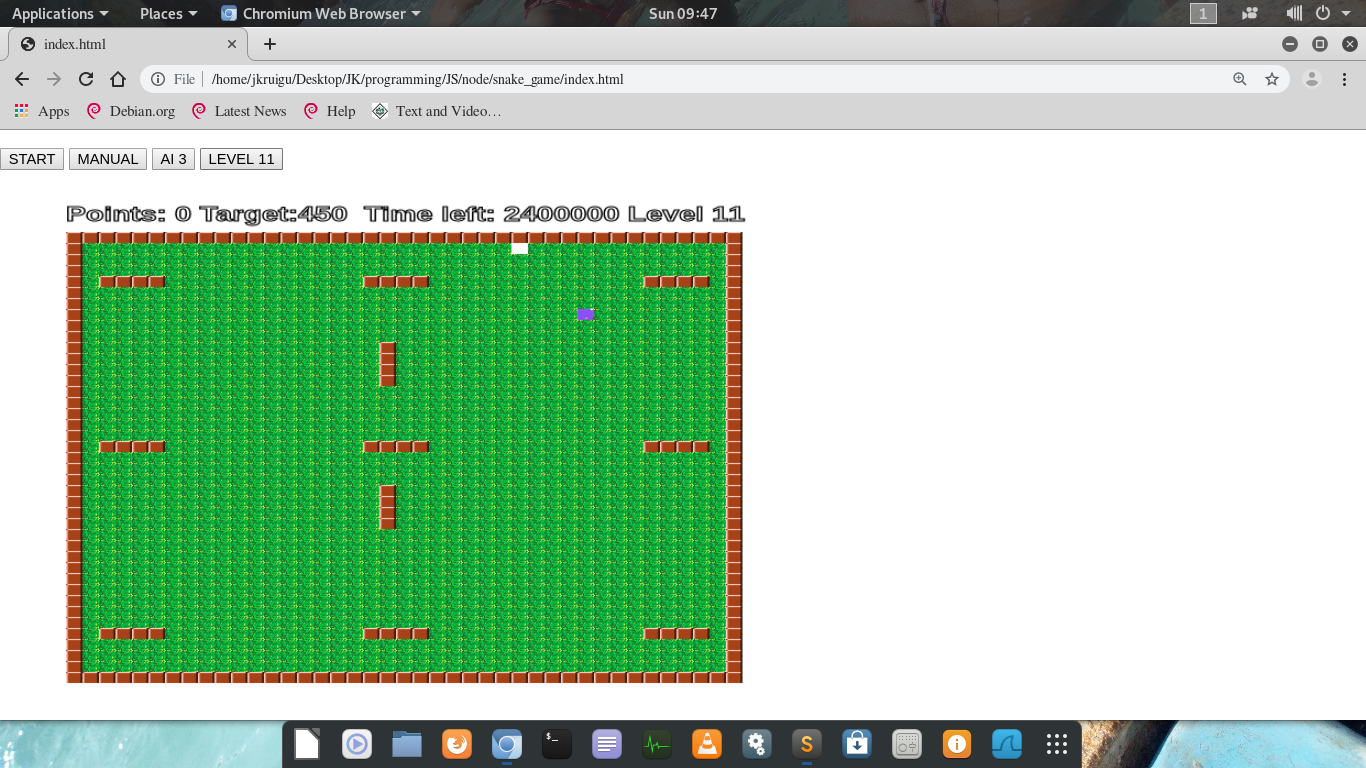 Applications Places Chromium Web Browser Sun 09:47 1
index.html
File /home/jkruigu/Desktop/JK/programming/JS/node/snake_game/index.html
Apps Debian.org Latest News Help Text and Video…
START MANUAL AI 3 LEVEL 11
Points: 0 Target:450 Time left: 2400000 Level 11
$_ S